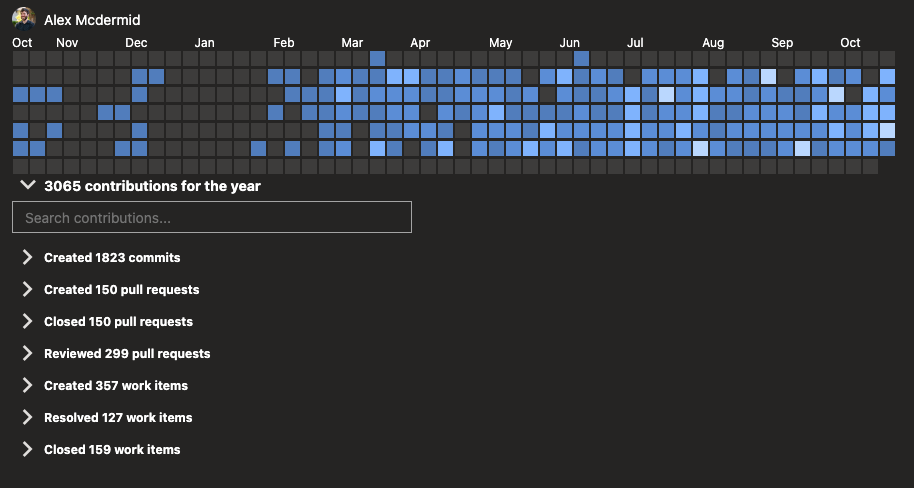 Alex Mcdermid
Oct Nov Dec Jan Feb Mar Apr May Jun Jul Aug Sep Oct
3065 contributions for the year
Search contributions...
Created 1823 commits
Created 150 pull requests
Closed 150 pull requests
Reviewed 299 pull requests
Created 357 work items
Resolved 127 work items
Closed 159 work items